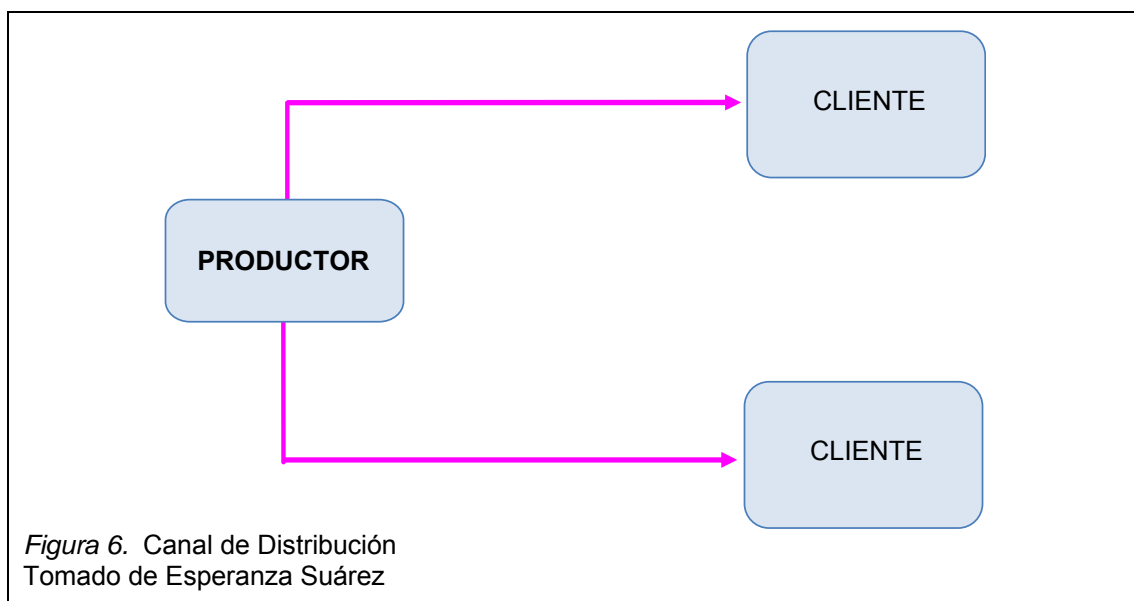 CLIENTE
PRODUCTOR
CLIENTE
Figura 6. Canal de Distribución
Tomado de Esperanza Suárez